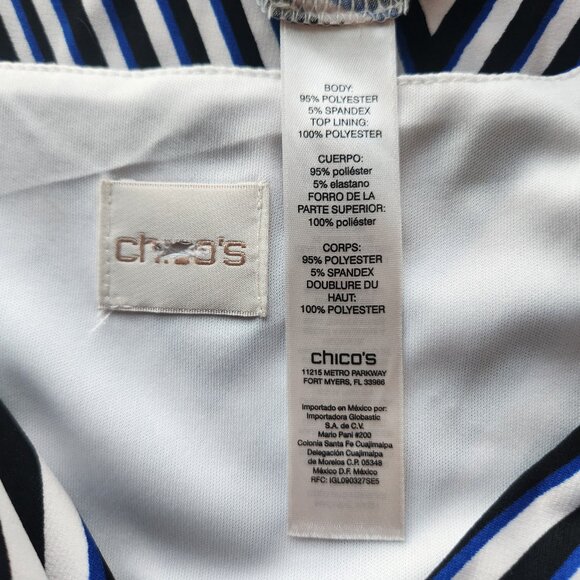 chico's
BODY:
95% POLYESTER
5% SPANDEX
TOP LINING:
100% POLYESTER
CUERPO:
95% poliéster
5% elastano
FORRO DE LA
PARTE SUPERIOR:
100% poliéster
CORPS:
95% POLYESTER
5% SPANDEX
DOUBLURE DU
HAUT:
100% POLYESTER
chico's
11215 METRO PARKWAY
FORT MYERS, FL 33966
Importado en México por:
Importadora Globastic
S.A. de C.V.
Mario Pani #200
Colonia Santa Fe Cuajimalpa
Delegación Cuajimalpa
de Morelos C.P. 05348
México D.F. México
RFC: IGL090327SE5